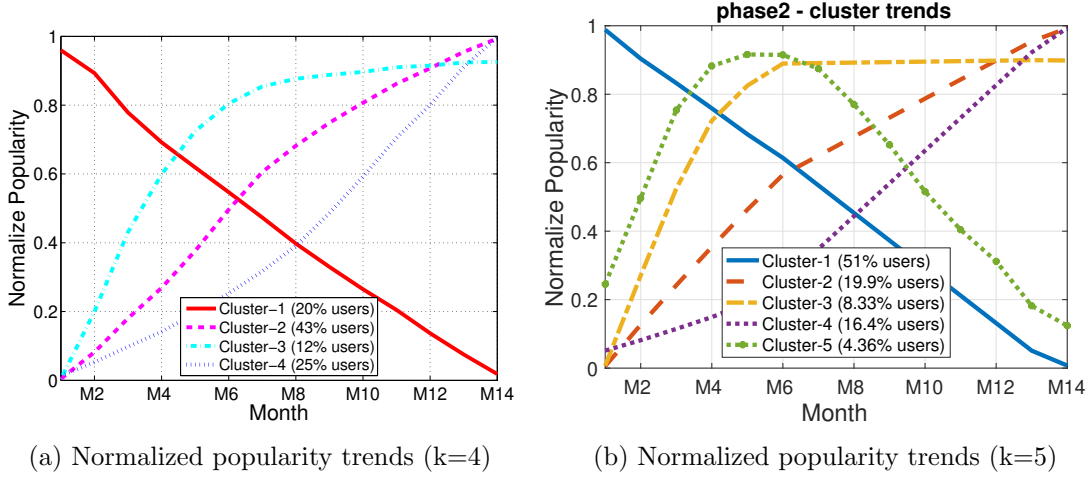 1
0.8
0.6
0.4
0.2
0
Normalized Popularity
M2 M4 M6 M8 M10 M12 M14
Month
Cluster−1 (20% users)
Cluster−2 (43% users)
Cluster−3 (12% users)
Cluster−4 (25% users)
(a) Normalized popularity trends (k=4)
phase2 - cluster trends
1
0.8
0.6
0.4
0.2
0
Normalize Popularity
M2 M4 M6 M8 M10 M12 M14
Month
Cluster-1 (51% users)
Cluster-2 (19.9% users)
Cluster-3 (8.33% users)
Cluster-4 (16.4% users)
Cluster-5 (4.36% users)
(b) Normalized popularity trends (k=5)